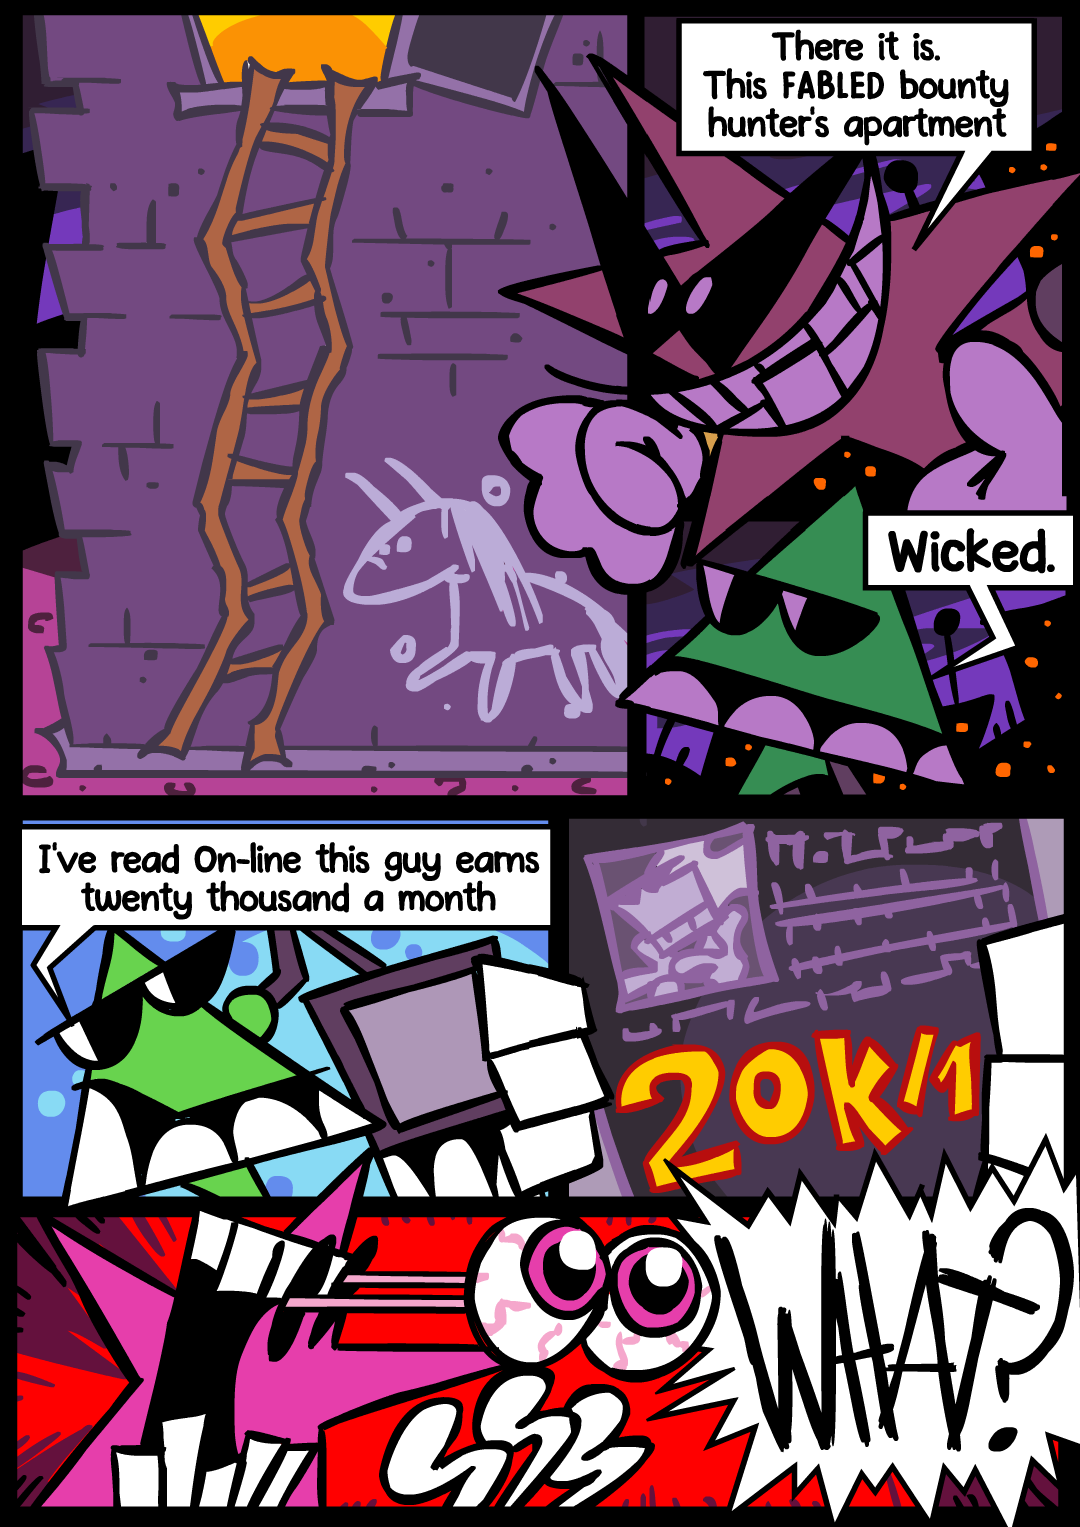 There it is.
This FABLED bounty
hunter's apartment
Wicked.
I've read On-line this guy earns
twenty thousand a month
20K/1
WHAT?